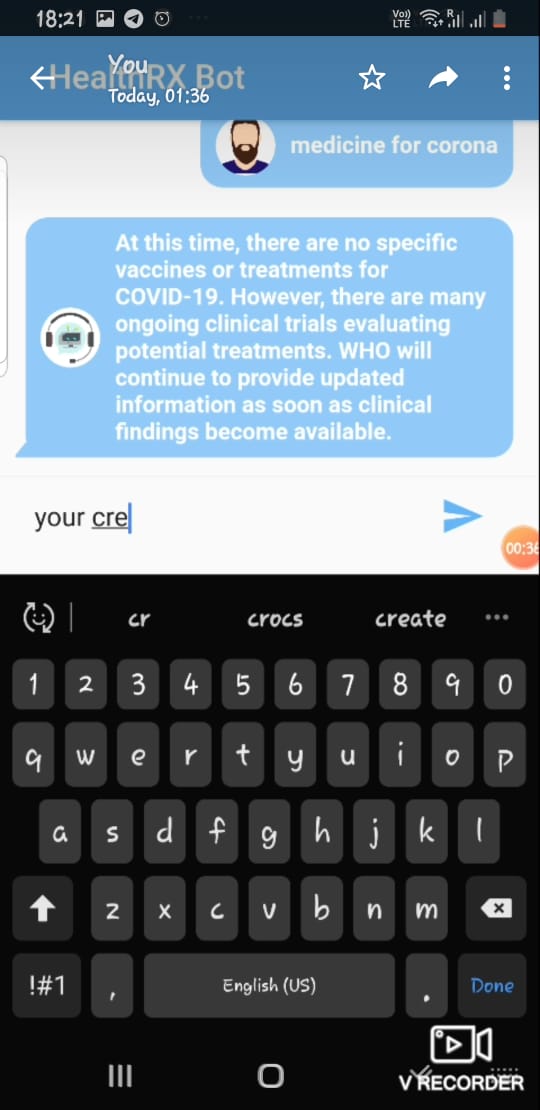 18:21
Vo)) LTE R
HealthRX Bot
You
Today, 01:36
medicine for corona
At this time, there are no specific
vaccines or treatments for
COVID-19. However, there are many
ongoing clinical trials evaluating
potential treatments. WHO will
continue to provide updated
information as soon as clinical
findings become available.
your cre
00:36
cr crocs create
1 2 3 4 5 6 7 8 9 0
q w e r t y u i o p
a s d f g h j k l
z x c v b n m
!#1 , English (US) . Done
V RECORDER